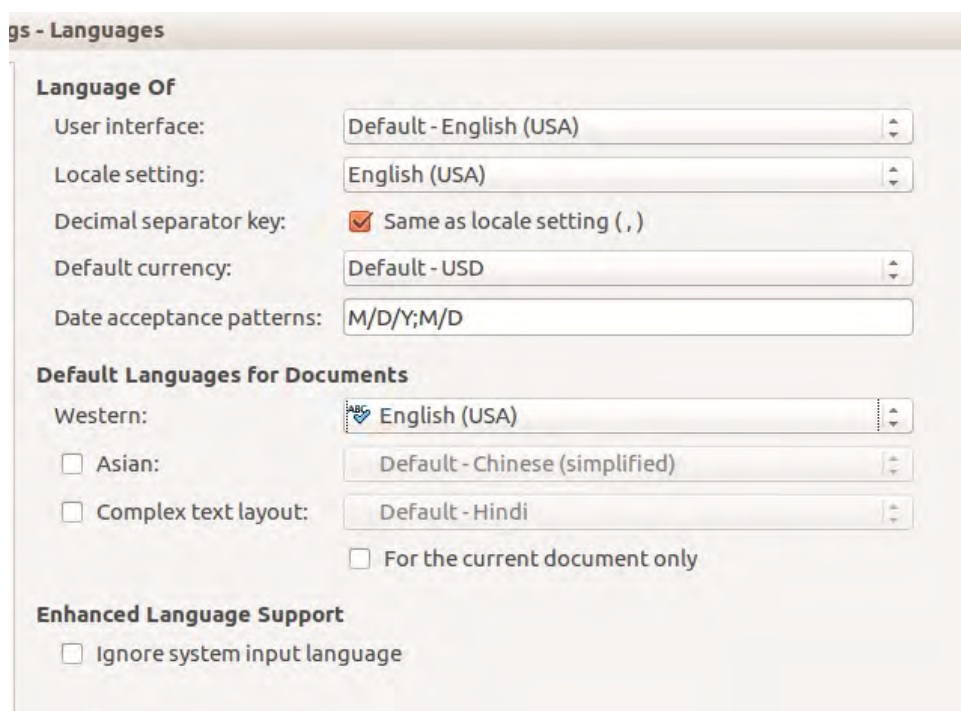 gs - Languages
Language Of
User interface: Default - English (USA)
Locale setting: English (USA)
Decimal separator key: Same as locale setting ( , )
Default currency: Default - USD
Date acceptance patterns: M/D/Y;M/D
Default Languages for Documents
Western: ABC English (USA)
Asian: Default - Chinese (simplified)
Complex text layout: Default - Hindi
For the current document only
Enhanced Language Support
Ignore system input language